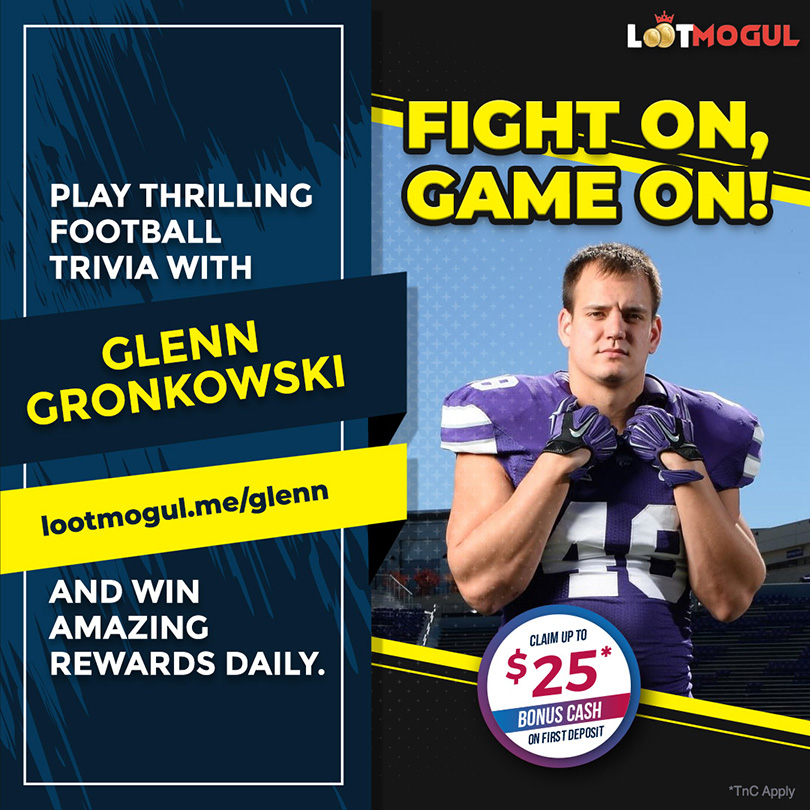 LOOTMOGUL
FIGHT ON,
GAME ON!
PLAY THRILLING
FOOTBALL
TRIVIA WITH
GLENN
GRONKOWSKI
lootmogul.me/glenn
AND WIN
AMAZING
REWARDS DAILY.
48
48
CLAIM UP TO
$25*
BONUS CASH
ON FIRST DEPOSIT
*TnC Apply